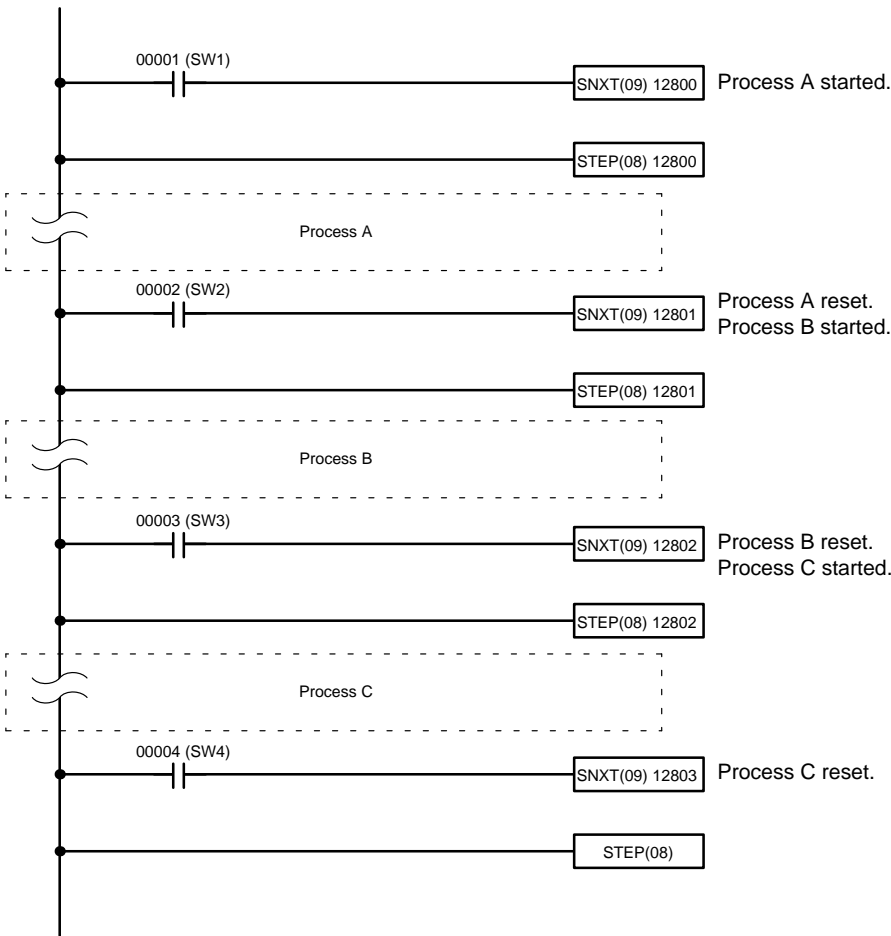 00001 (SW1)
SNXT(09) 12800
Process A started.
STEP(08) 12800
Process A
00002 (SW2)
SNXT(09) 12801
Process A reset.
Process B started.
STEP(08) 12801
Process B
00003 (SW3)
SNXT(09) 12802
Process B reset.
Process C started.
STEP(08) 12802
Process C
00004 (SW4)
SNXT(09) 12803
Process C reset.
STEP(08)